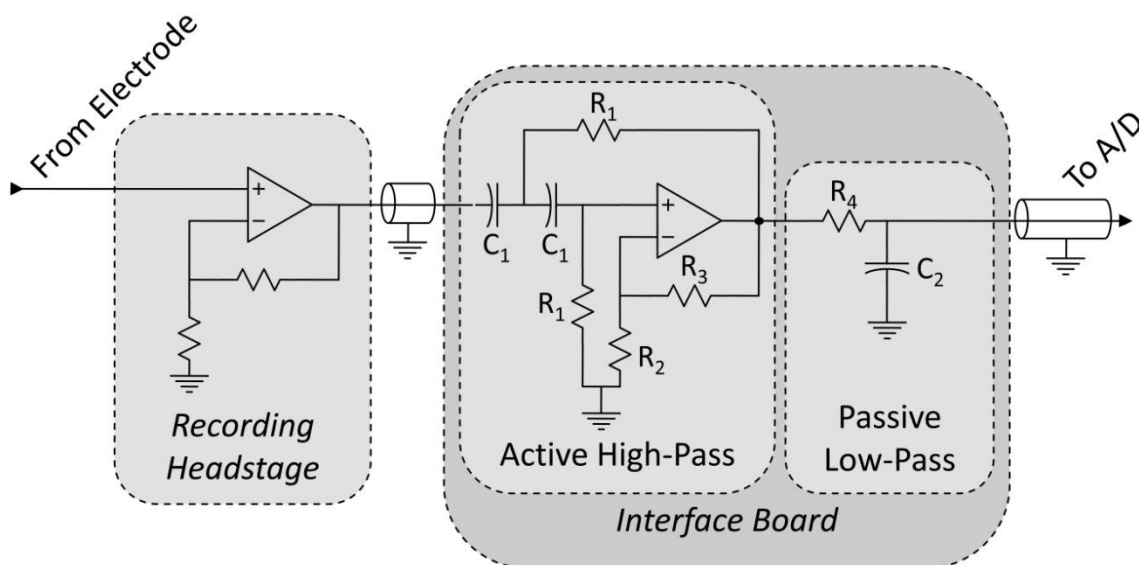 From Electrode
+
−
Recording
Headstage
R₁
C₁
C₁
+
−
R₁
R₃
R₂
Active High-Pass
R₄
C₂
Passive
Low-Pass
Interface Board
To A/D